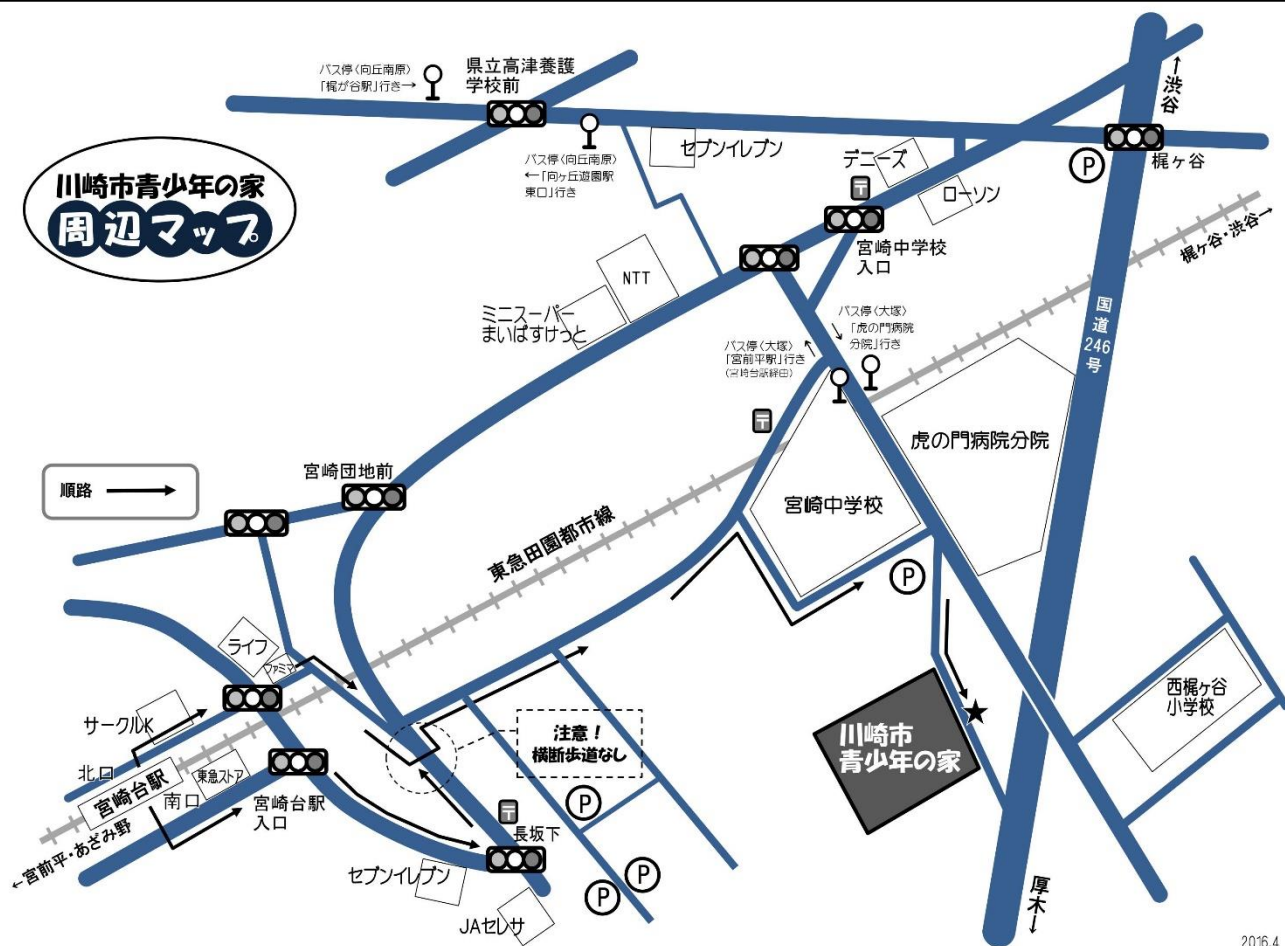 バス停〈向丘南原〉
「梶が谷駅」行き→
県立高津養護
学校前
↑渋谷
川崎市青少年の家
周辺マップ
バス停〈向丘南原〉
←「向ヶ丘遊園駅
東口」行き
セブンイレブン
デニーズ
〒
ローソン
P
梶ヶ谷
宮崎中学校
入口
梶ヶ谷・渋谷→
NTT
ミニスーパー
まいばすけっと
バス停〈大塚〉
「虎の門病院
分院」行き
バス停〈大塚〉
「宮前平駅」行き
(宮崎台駅経由)
国道246号
〒
虎の門病院分院
宮崎中学校
宮崎団地前
順路
東急田園都市線
P
ライフ
ファミマ
サークルK
北口
宮崎台駅
南口
東急ストア
宮崎台駅
入口
←宮前平・あざみ野
注意!
横断歩道なし
西梶ヶ谷
小学校
★
川崎市
青少年の家
P
〒
長坂下
セブンイレブン
JAセレサ
P
P
厚木↓
2016.4